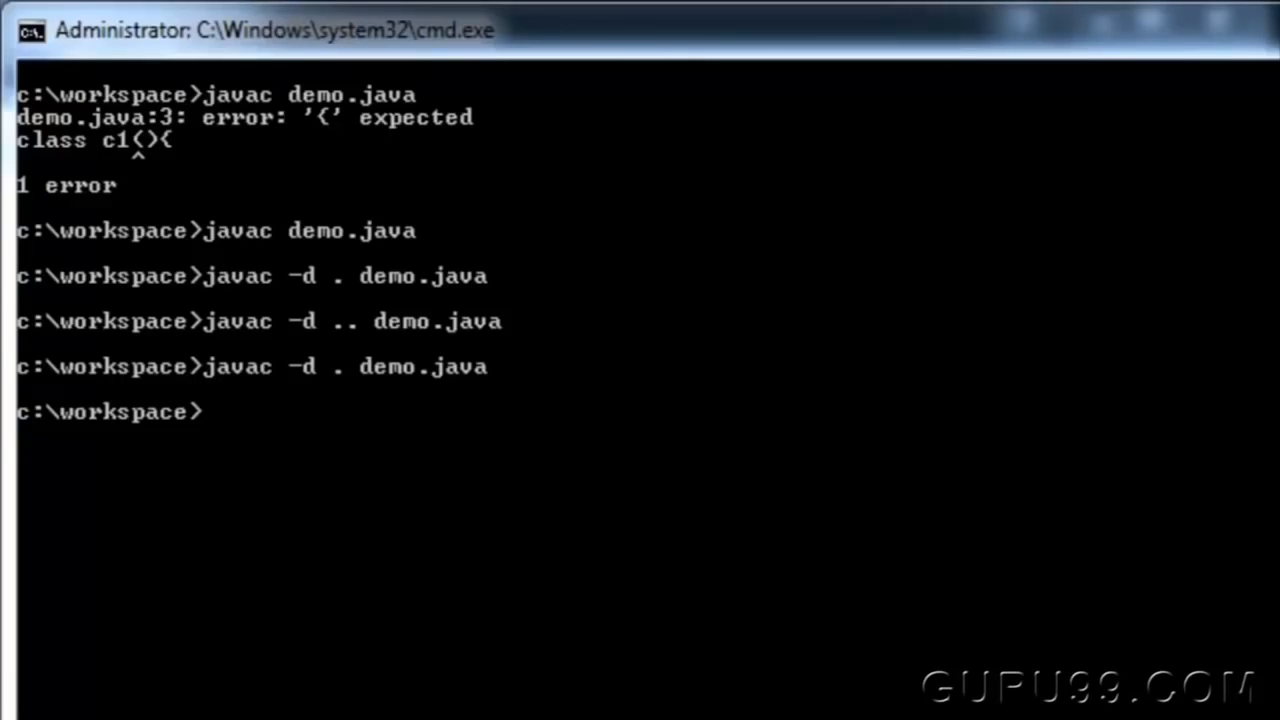 Administrator: C:\Windows\system32\cmd.exe
c:\workspace>javac demo.java
demo.java:3: error: '{' expected
class c1(){
^
1 error
c:\workspace>javac demo.java
c:\workspace>javac -d . demo.java
c:\workspace>javac -d .. demo.java
c:\workspace>javac -d . demo.java
c:\workspace>
GURU99.COM